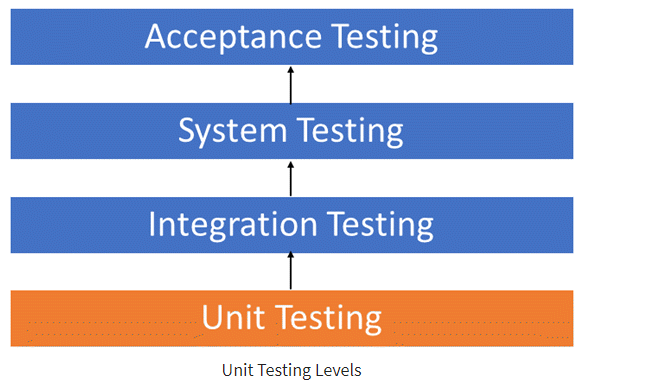 Acceptance Testing
System Testing
Integration Testing
Unit Testing
Unit Testing Levels